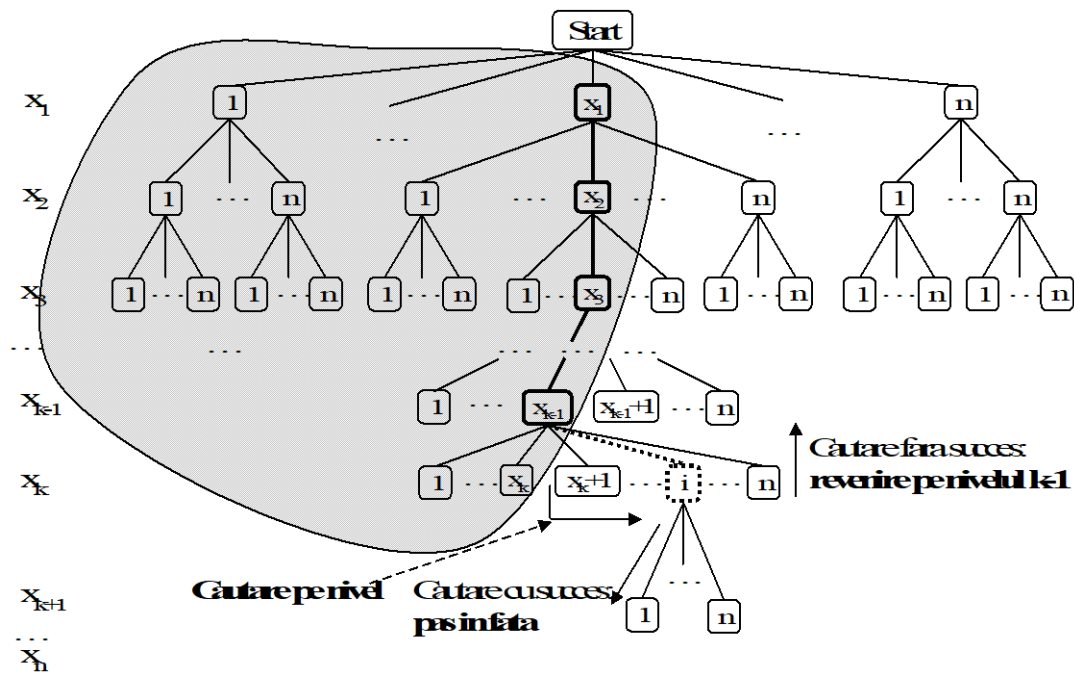 Start
x1 1 ... x1 ... n
x2 1 ... n 1 ... x2 ... n 1 ... n
x3 1 ... n 1 ... n 1 ... n 1 ... x3 ... n 1 ... n 1 ... n 1 ... n
... ... ... ... ...
xk-1 1 ... xk-1 xk-1+1 ... n
xk 1 ... xk xk+1 ... i ... n
Cautare fara succes:
revenire pe nivelul k-1
Cautare pe nivel
Cautare cu succes:
pas in fata
...
xk+1 1 n
...
xn